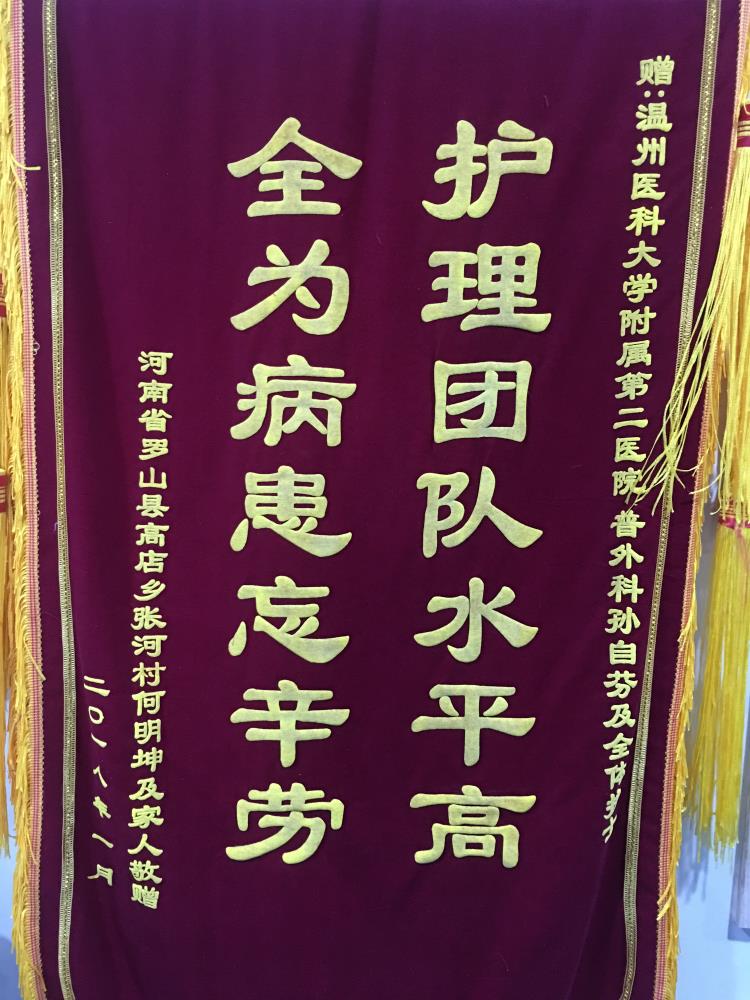 赠:温州医科大学附属第二医院普外科孙自芬及全体
护理团队水平高
全为病患忘辛劳
河南省罗山县高店乡张河村何明坤及家人敬赠
二〇一八年一月